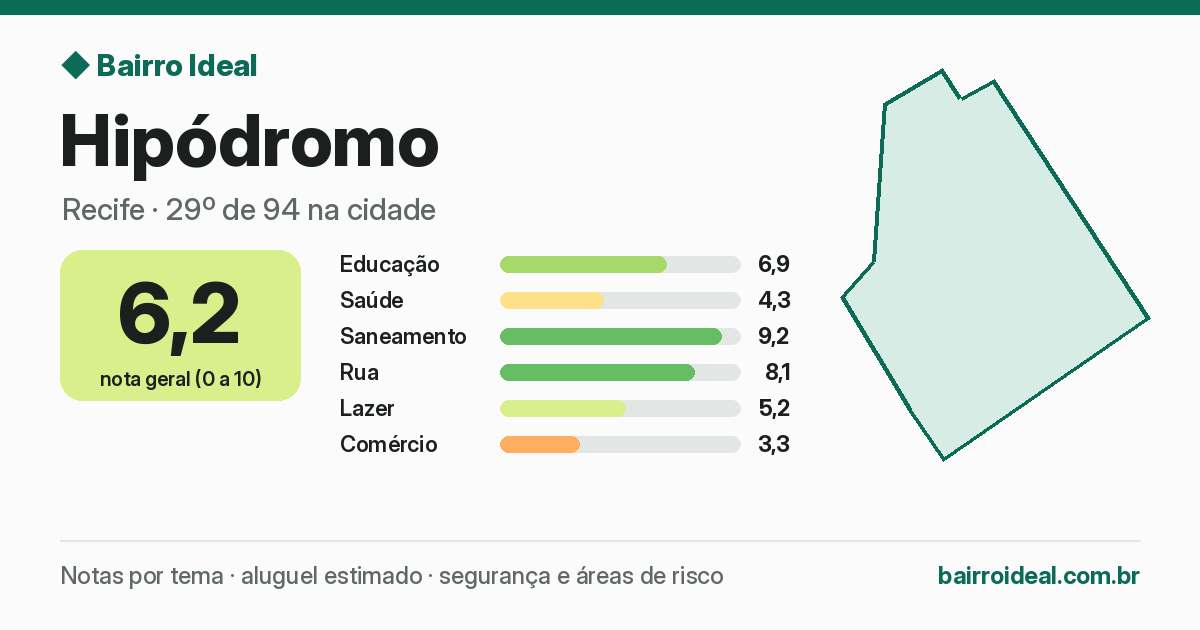 Bairro Ideal
Hipódromo
Recife · 29º de 94 na cidade
6,2
nota geral (0 a 10)
Educação 6,9
Saúde 4,3
Saneamento 9,2
Rua 8,1
Lazer 5,2
Comércio 3,3
Notas por tema · aluguel estimado · segurança e áreas de risco
bairroideal.com.br